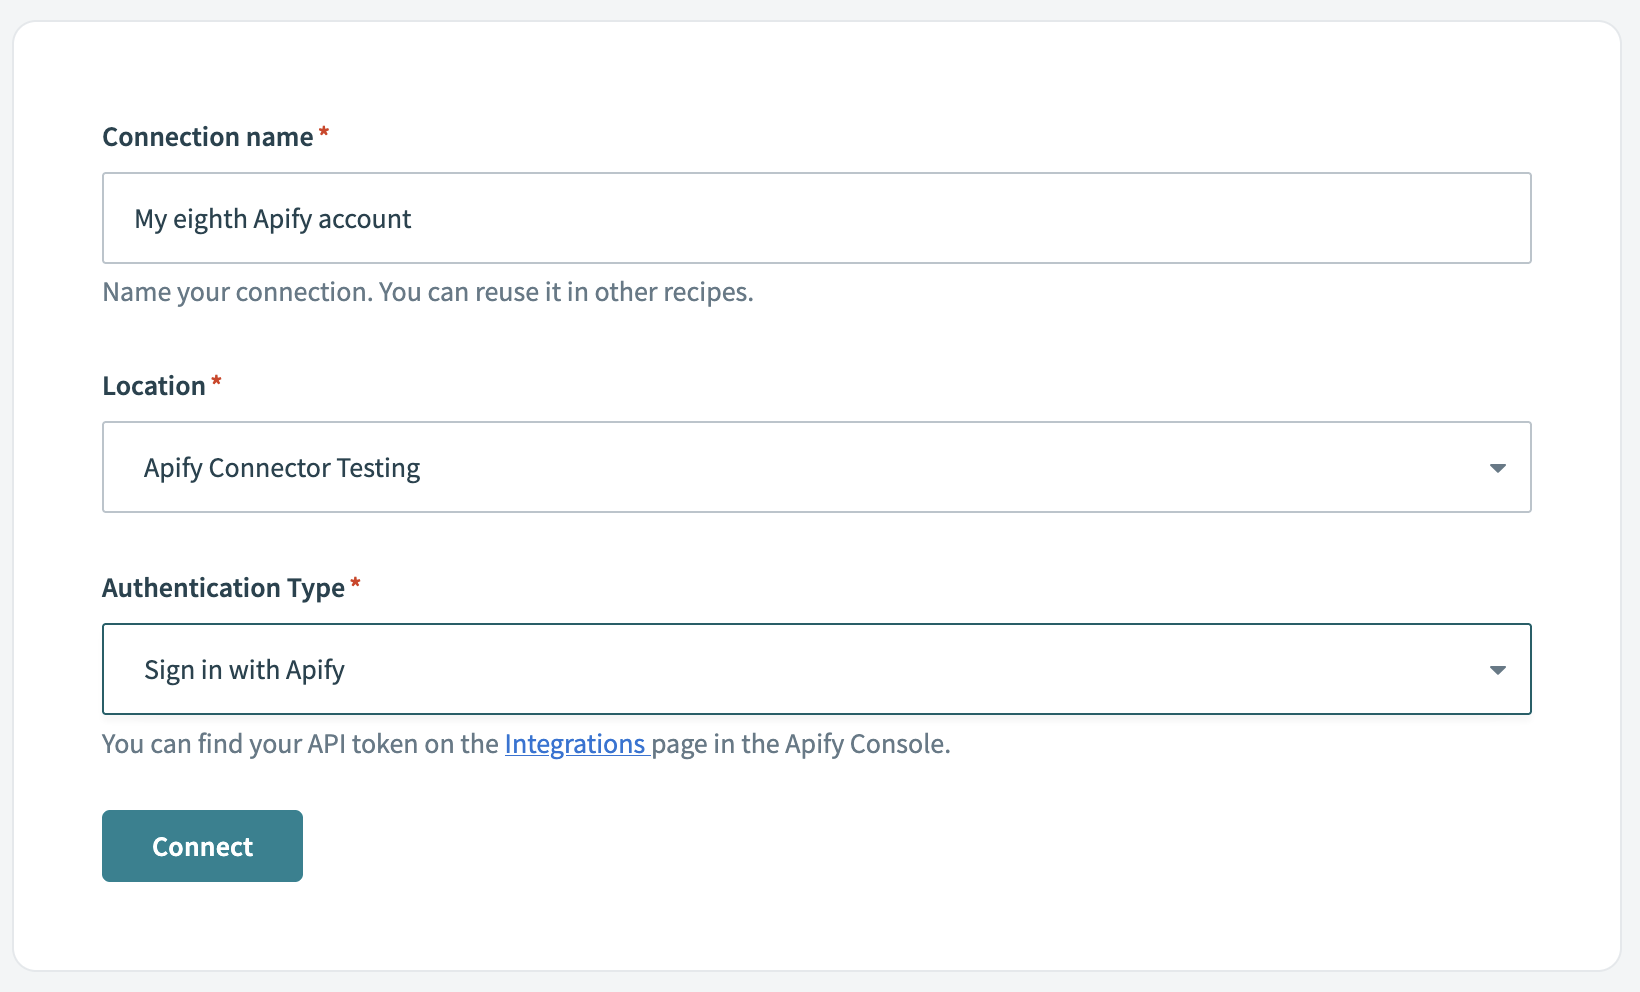 Connection name *
My eighth Apify account
Name your connection. You can reuse it in other recipes.
Location *
Apify Connector Testing
Authentication Type *
Sign in with Apify
You can find your API token on the Integrations page in the Apify Console.
Connect